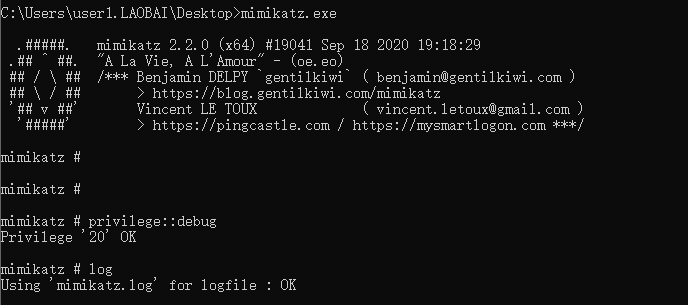 C:\Users\user1.LAOBAI\Desktop>mimikatz.exe
.#####. mimikatz 2.2.0 (x64) #19041 Sep 18 2020 19:18:29
.## ^ ##. "A La Vie, A L'Amour" - (oe.eo)
## / \ ## /*** Benjamin DELPY `gentilkiwi` ( benjamin@gentilkiwi.com )
## \ / ## > https://blog.gentilkiwi.com/mimikatz
'## v ##' Vincent LE TOUX ( vincent.letoux@gmail.com )
'#####' > https://pingcastle.com / https://mysmartlogon.com ***/
mimikatz #
mimikatz #
mimikatz # privilege::debug
Privilege '20' OK
mimikatz # log
Using 'mimikatz.log' for logfile : OK